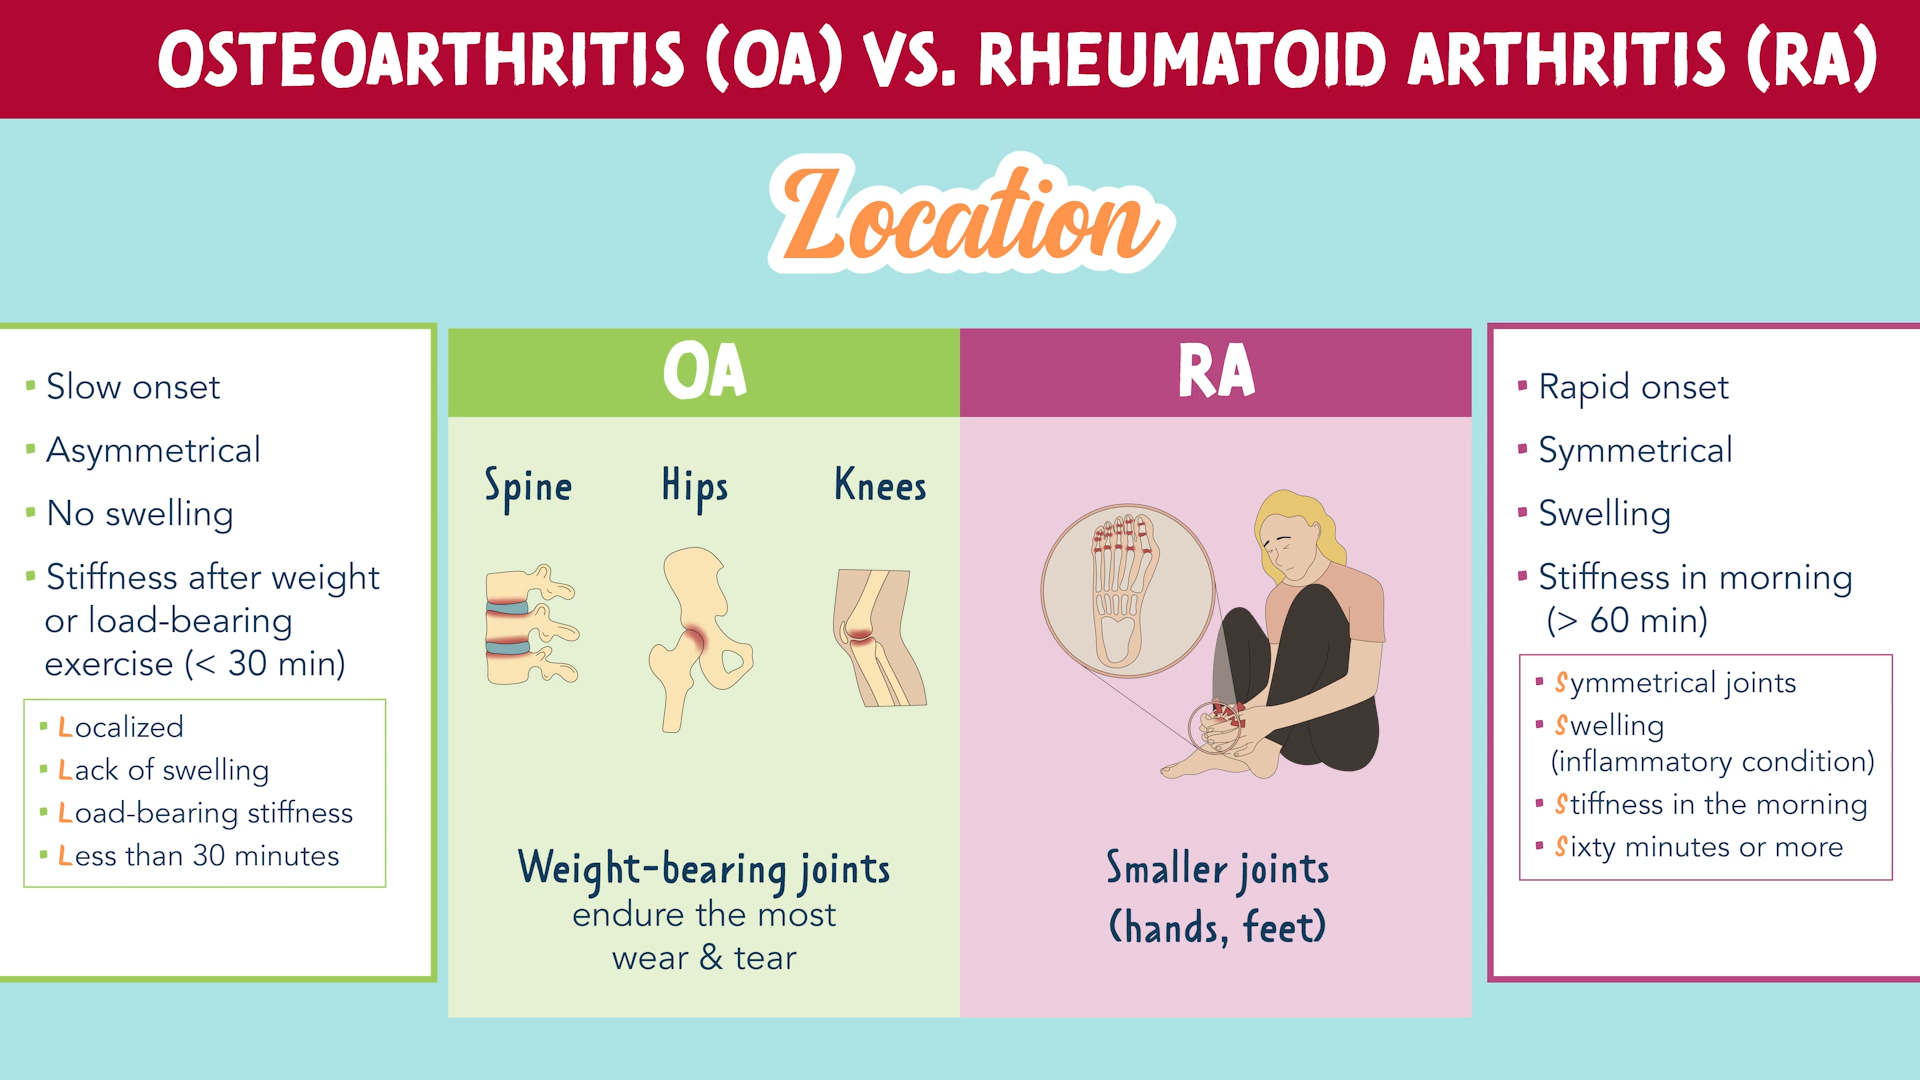 OSTEOARTHRITIS (OA) VS. RHEUMATOID ARTHRITIS (RA)
Location
▪ Slow onset
▪ Asymmetrical
▪ No swelling
▪ Stiffness after weight
or load-bearing
exercise (< 30 min)
▪ Localized
▪ Lack of swelling
▪ Load-bearing stiffness
▪ Less than 30 minutes
OA
Spine Hips Knees
Weight-bearing joints
endure the most
wear & tear
RA
Smaller joints
(hands, feet)
▪ Rapid onset
▪ Symmetrical
▪ Swelling
▪ Stiffness in morning
(> 60 min)
▪ Symmetrical joints
▪ Swelling
(inflammatory condition)
▪ Stiffness in the morning
▪ Sixty minutes or more